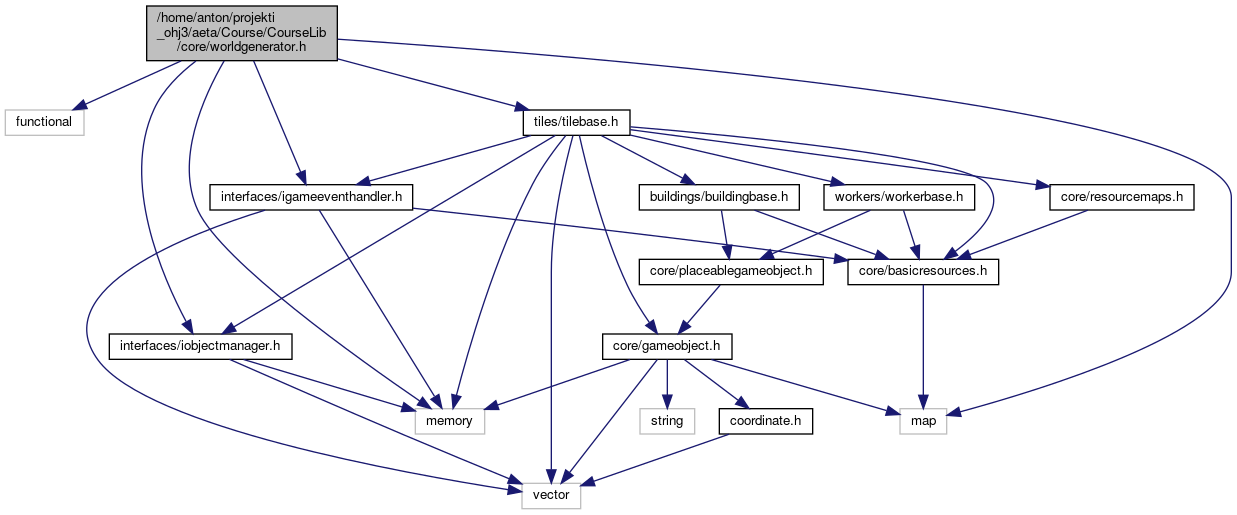 /home/anton/projekti
_ohj3/aeta/Course/CourseLib
/core/worldgenerator.h
functional
tiles/tilebase.h
interfaces/igameeventhandler.h
buildings/buildingbase.h
workers/workerbase.h
core/resourcemaps.h
core/placeablegameobject.h
core/basicresources.h
interfaces/iobjectmanager.h
core/gameobject.h
memory
string
coordinate.h
map
vector